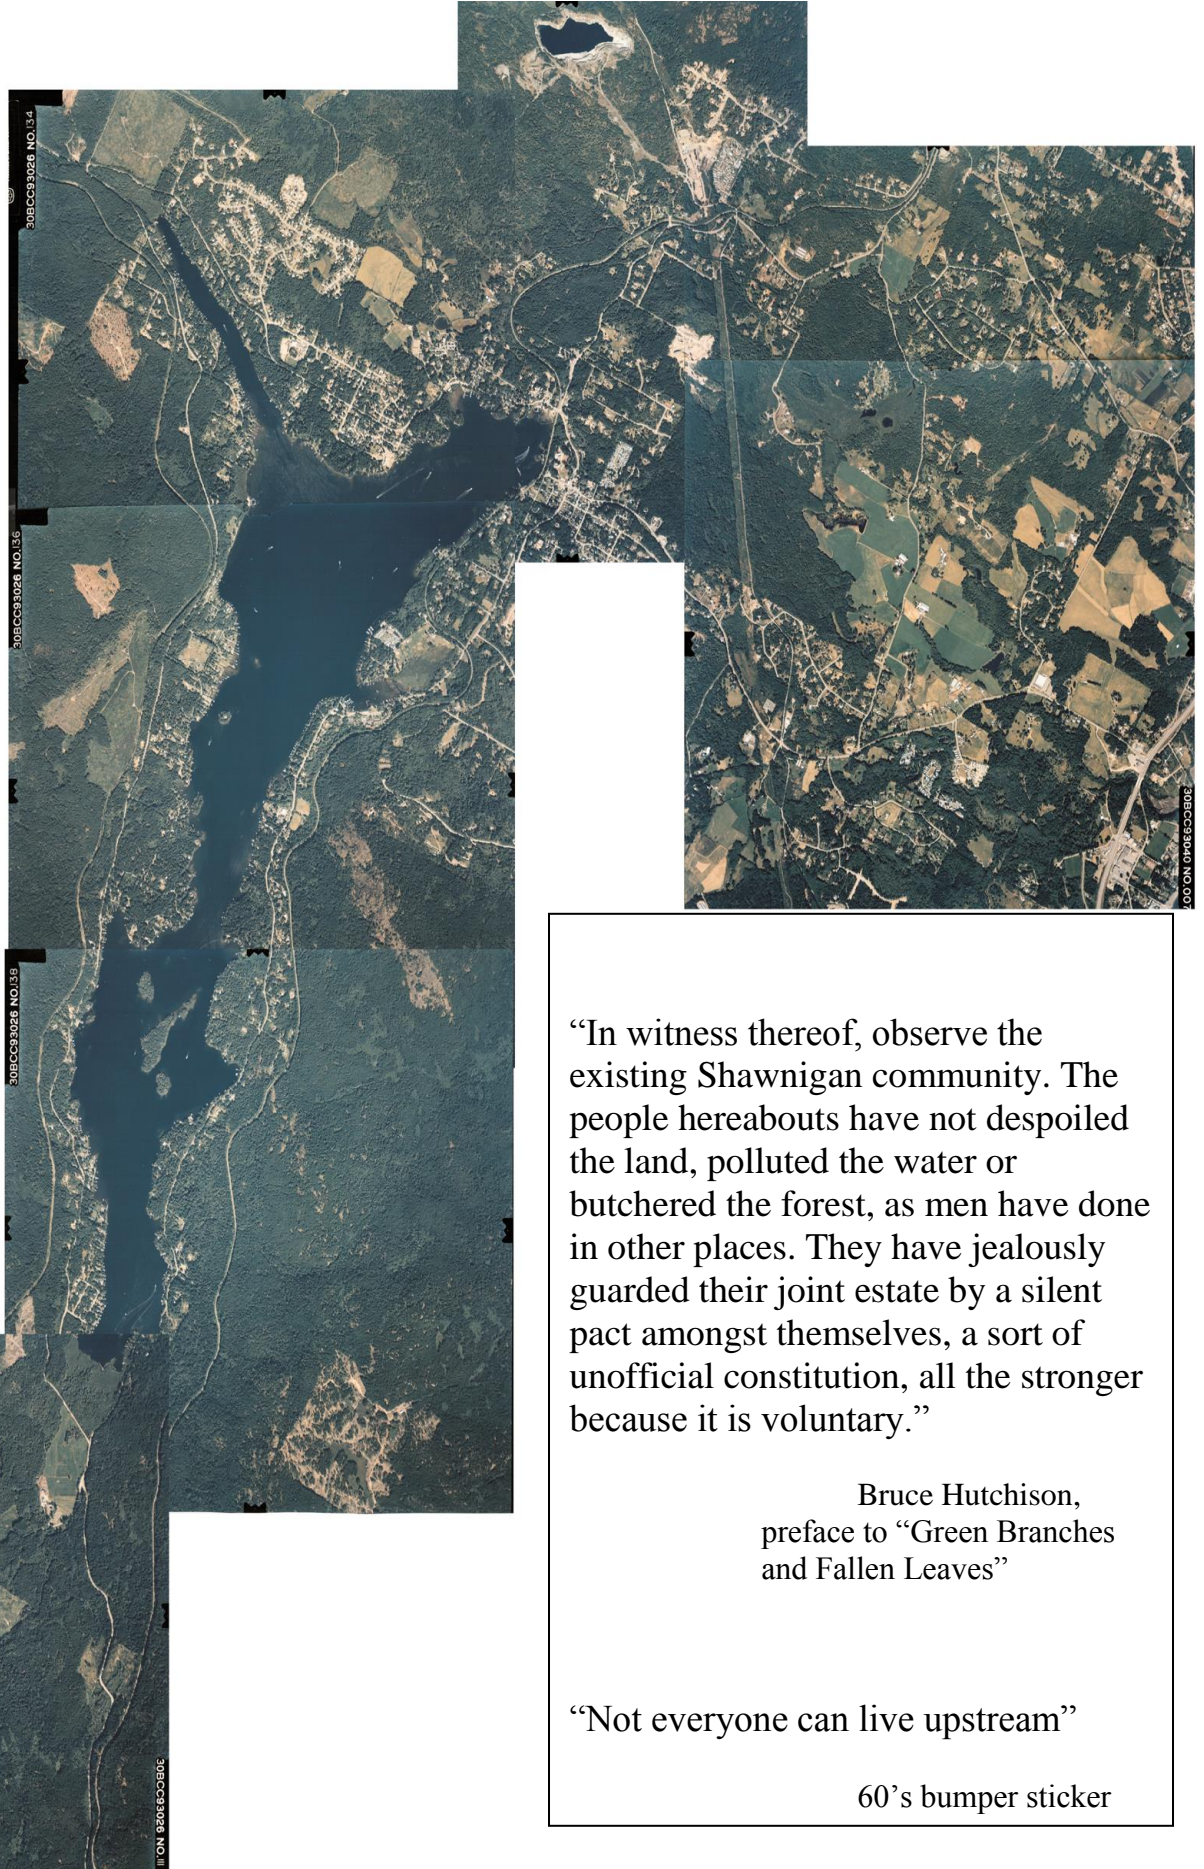 30BCC93026 NO.134
30BCC93026 NO.136
30BCC93040 NO.007
30BCC93026 NO.138
“In witness thereof, observe the
existing Shawnigan community. The
people hereabouts have not despoiled
the land, polluted the water or
butchered the forest, as men have done
in other places. They have jealously
guarded their joint estate by a silent
pact amongst themselves, a sort of
unofficial constitution, all the stronger
because it is voluntary.”
Bruce Hutchison,
preface to “Green Branches
and Fallen Leaves”
“Not everyone can live upstream”
60’s bumper sticker
30BCC93026 NO.111